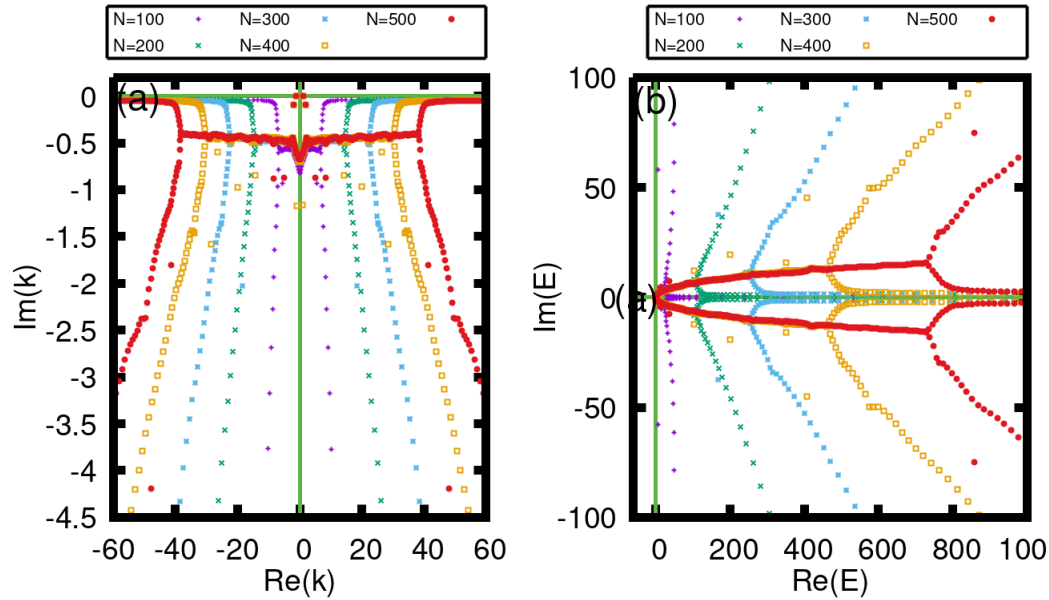 N=100 N=300 N=500
N=200 N=400
N=100 N=300 N=500
N=200 N=400
(a)
0
-0.5
-1
-1.5
-2
-2.5
-3
-3.5
-4
-4.5
Im(k)
-60 -40 -20 0 20 40 60
Re(k)
(b)
100
50
0
-50
-100
(a)
Im(E)
0 200 400 600 800 100
Re(E)